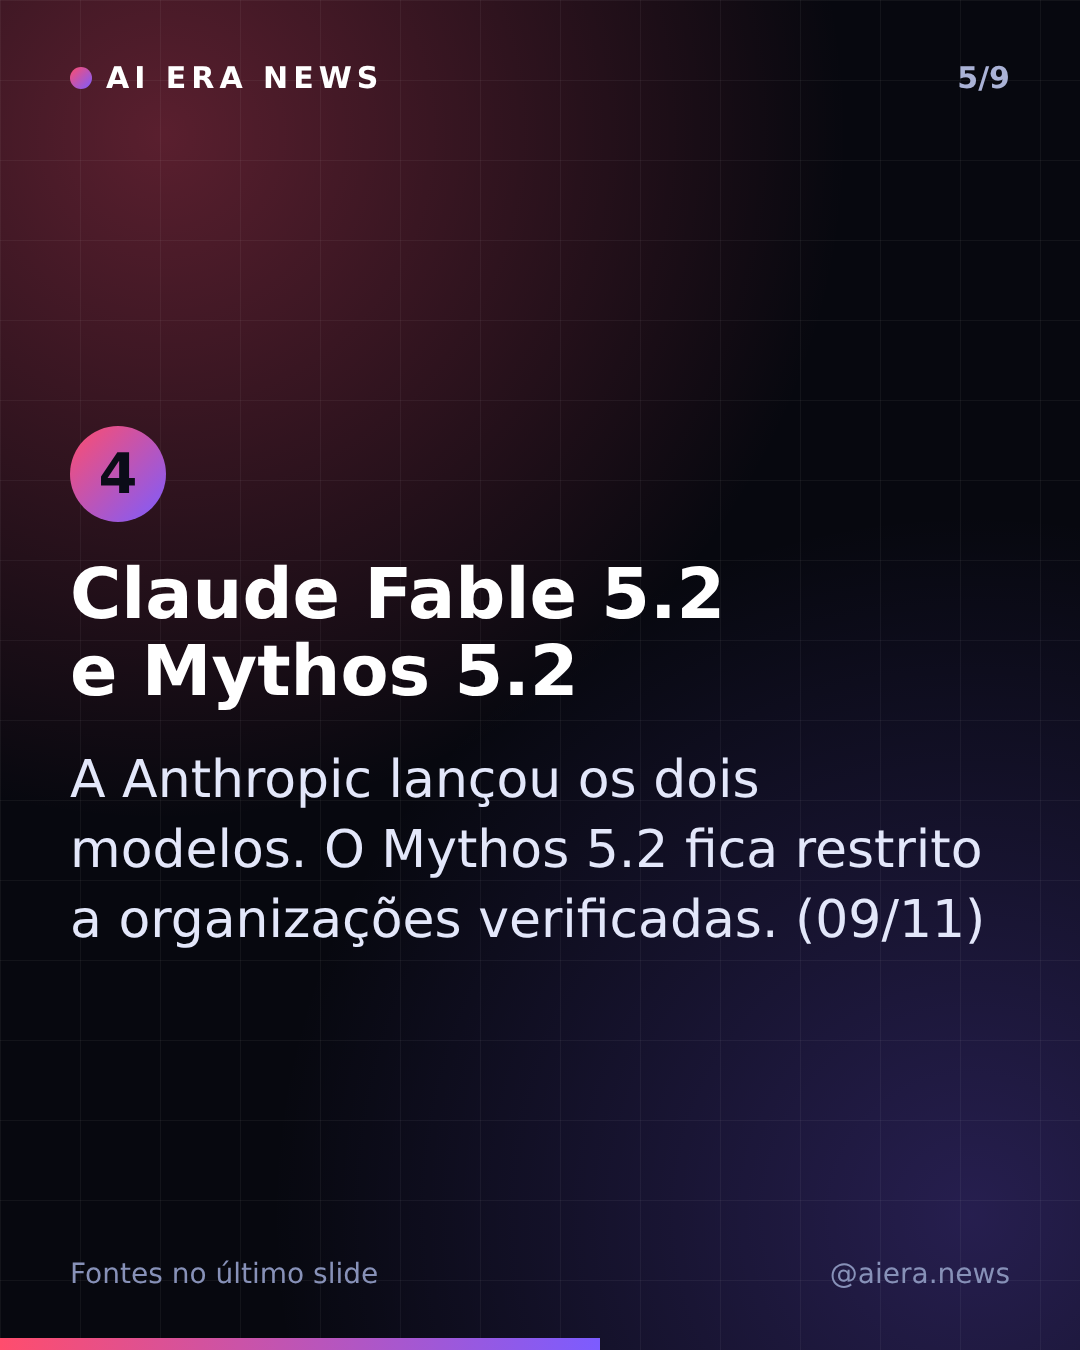 AI ERA NEWS
5/9
4
Claude Fable 5.2
e Mythos 5.2
A Anthropic lançou os dois
modelos. O Mythos 5.2 fica restrito
a organizações verificadas. (09/11)
Fontes no último slide
@aiera.news